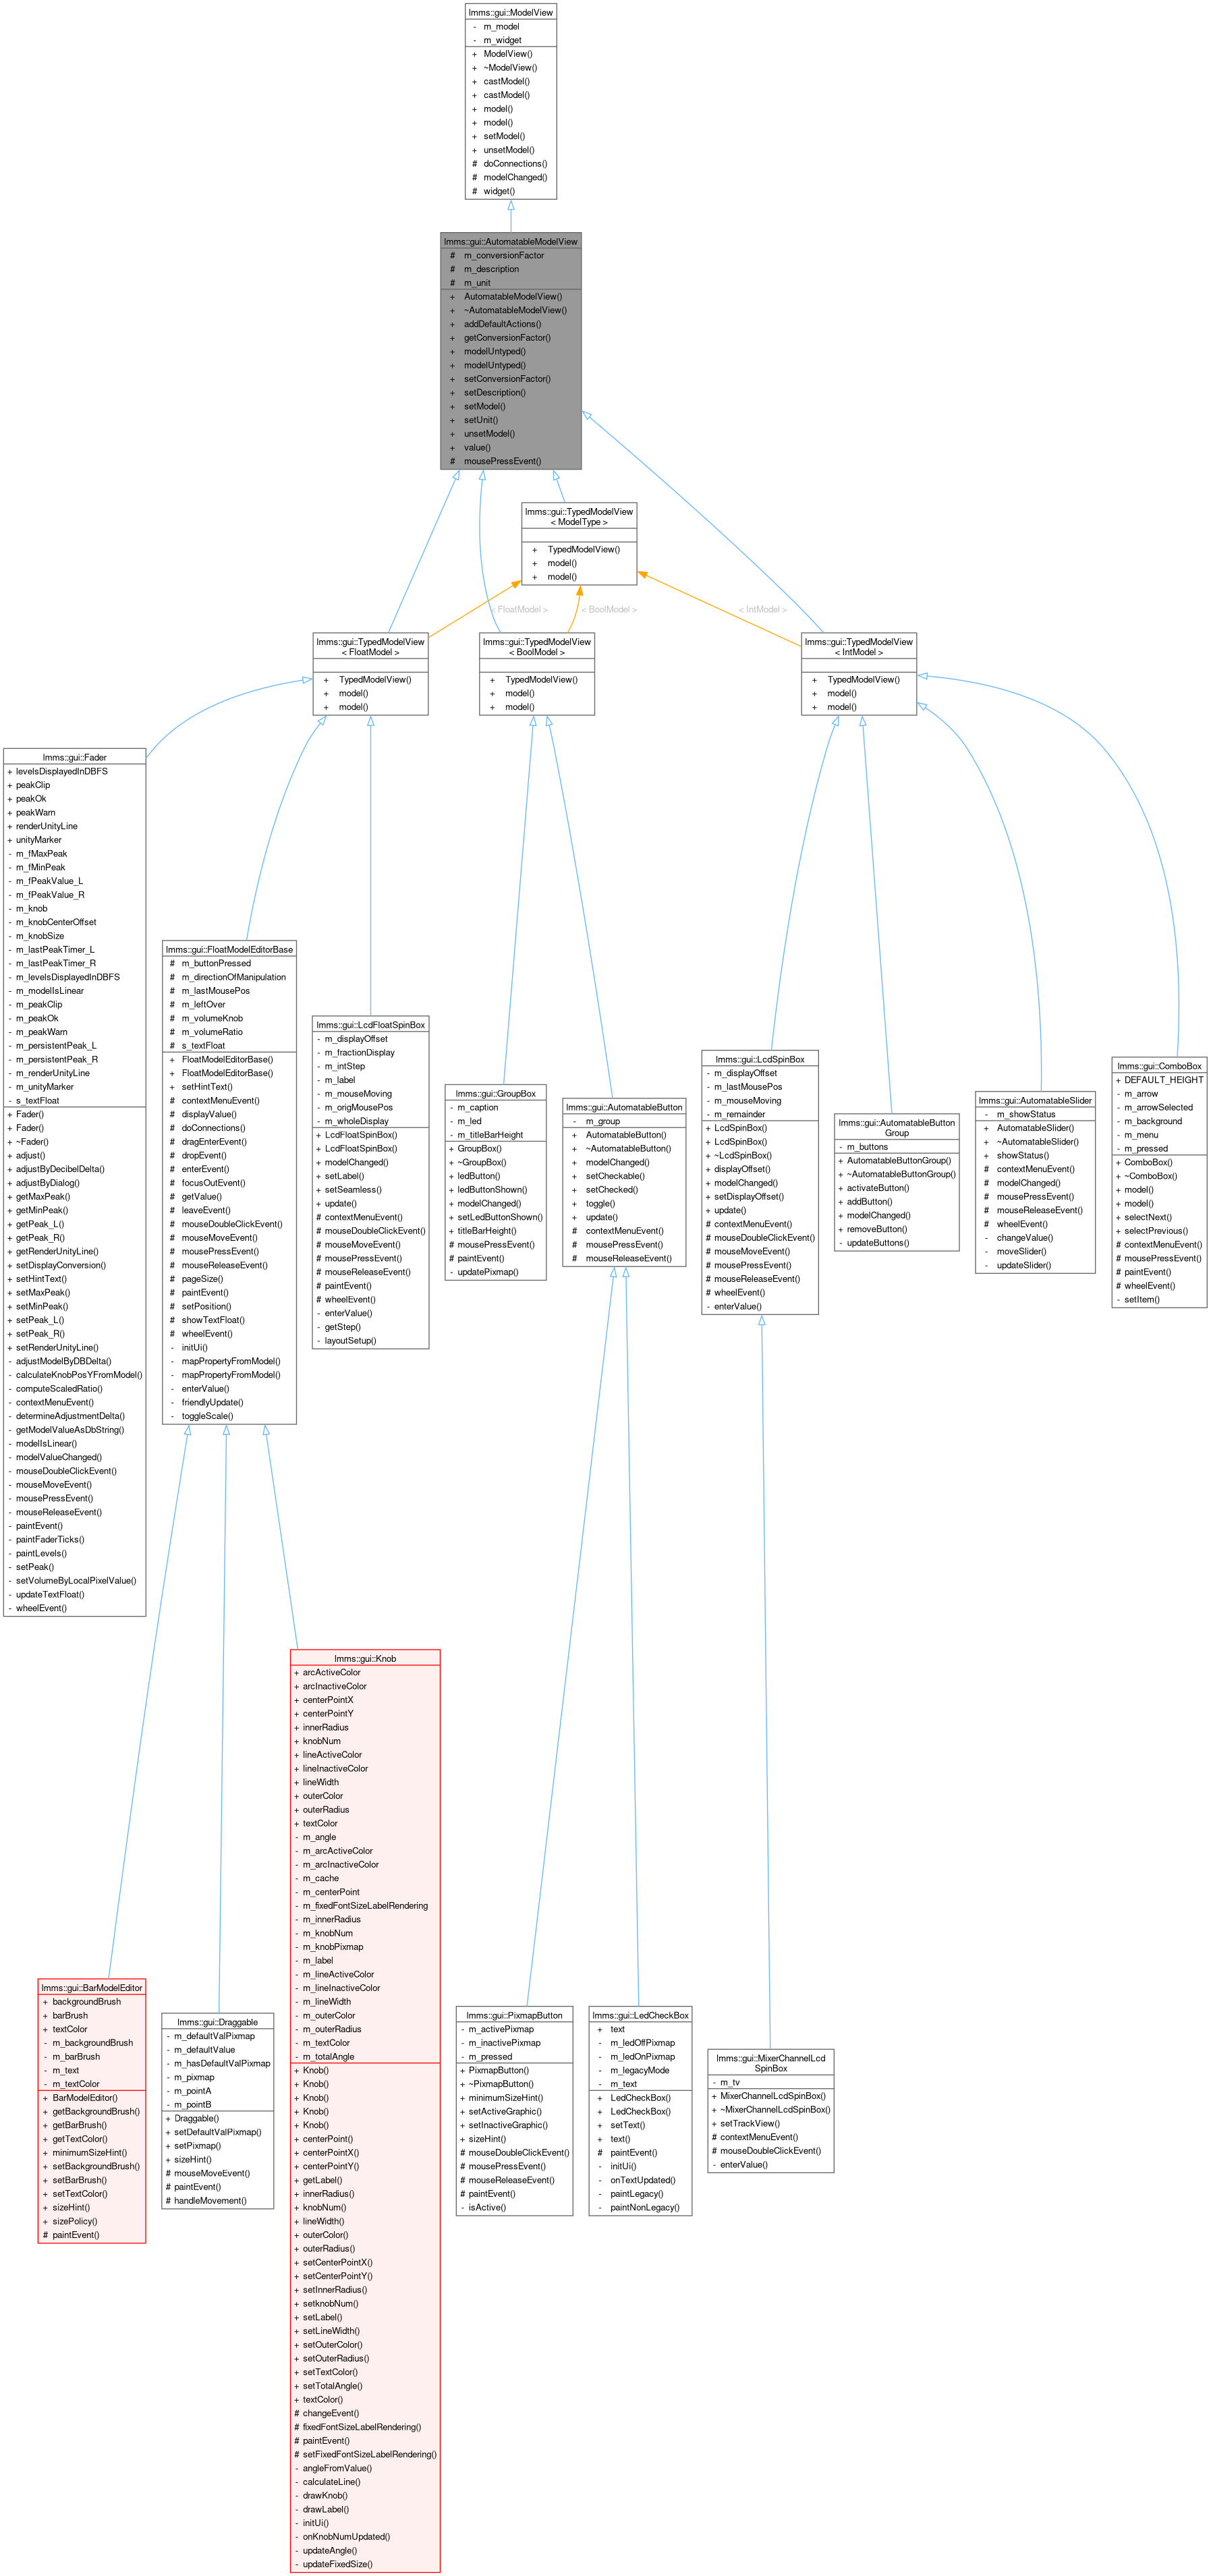 lmms::gui::ModelView
- m_model
- m_widget
+ ModelView()
+ ~ModelView()
+ castModel()
+ castModel()
+ model()
+ model()
+ setModel()
+ unsetModel()
# doConnections()
# modelChanged()
# widget()
lmms::gui::AutomatableModelView
# m_conversionFactor
# m_description
# m_unit
+ AutomatableModelView()
+ ~AutomatableModelView()
+ addDefaultActions()
+ getConversionFactor()
+ modelUntyped()
+ modelUntyped()
+ setConversionFactor()
+ setDescription()
+ setModel()
+ setUnit()
+ unsetModel()
+ value()
# mousePressEvent()
lmms::gui::TypedModelView
< ModelType >
+ TypedModelView()
+ model()
+ model()
< FloatModel >
< BoolModel >
< IntModel >
lmms::gui::TypedModelView
< FloatModel >
+ TypedModelView()
+ model()
+ model()
lmms::gui::TypedModelView
< BoolModel >
+ TypedModelView()
+ model()
+ model()
lmms::gui::TypedModelView
< IntModel >
+ TypedModelView()
+ model()
+ model()
lmms::gui::Fader
+ levelsDisplayedInDBFS
+ peakClip
+ peakOk
+ peakWarn
+ renderUnityLine
+ unityMarker
- m_fMaxPeak
- m_fMinPeak
- m_fPeakValue_L
- m_fPeakValue_R
- m_knob
- m_knobCenterOffset
- m_knobSize
- m_lastPeakTimer_L
- m_lastPeakTimer_R
- m_levelsDisplayedInDBFS
- m_modelIsLinear
- m_peakClip
- m_peakOk
- m_peakWarn
- m_persistentPeak_L
- m_persistentPeak_R
- m_renderUnityLine
- m_unityMarker
- s_textFloat
+ Fader()
+ Fader()
+ ~Fader()
+ adjust()
+ adjustByDecibelDelta()
+ adjustByDialog()
+ getMaxPeak()
+ getMinPeak()
+ getPeak_L()
+ getPeak_R()
+ getRenderUnityLine()
+ setDisplayConversion()
+ setHintText()
+ setMaxPeak()
+ setMinPeak()
+ setPeak_L()
+ setPeak_R()
+ setRenderUnityLine()
- adjustModelByDBDelta()
- calculateKnobPosYFromModel()
- computeScaledRatio()
- contextMenuEvent()
- determineAdjustmentDelta()
- getModelValueAsDbString()
- modelIsLinear()
- modelValueChanged()
- mouseDoubleClickEvent()
- mouseMoveEvent()
- mousePressEvent()
- mouseReleaseEvent()
- paintEvent()
- paintFaderTicks()
- paintLevels()
- setPeak()
- setVolumeByLocalPixelValue()
- updateTextFloat()
- wheelEvent()
lmms::gui::FloatModelEditorBase
# m_buttonPressed
# m_directionOfManipulation
# m_lastMousePos
# m_leftOver
# m_volumeKnob
# m_volumeRatio
# s_textFloat
+ FloatModelEditorBase()
+ FloatModelEditorBase()
+ setHintText()
# contextMenuEvent()
# displayValue()
# doConnections()
# dragEnterEvent()
# dropEvent()
# enterEvent()
# focusOutEvent()
# getValue()
# leaveEvent()
# mouseDoubleClickEvent()
# mouseMoveEvent()
# mousePressEvent()
# mouseReleaseEvent()
# pageSize()
# paintEvent()
# setPosition()
# showTextFloat()
# wheelEvent()
- initUi()
- mapPropertyFromModel()
- mapPropertyFromModel()
- enterValue()
- friendlyUpdate()
- toggleScale()
lmms::gui::LcdFloatSpinBox
- m_displayOffset
- m_fractionDisplay
- m_intStep
- m_label
- m_mouseMoving
- m_origMousePos
- m_wholeDisplay
+ LcdFloatSpinBox()
+ LcdFloatSpinBox()
+ modelChanged()
+ setLabel()
+ setSeamless()
+ update()
# contextMenuEvent()
# mouseDoubleClickEvent()
# mouseMoveEvent()
# mousePressEvent()
# mouseReleaseEvent()
# paintEvent()
# wheelEvent()
- enterValue()
- getStep()
- layoutSetup()
lmms::gui::GroupBox
- m_caption
- m_led
- m_titleBarHeight
+ GroupBox()
+ ~GroupBox()
+ ledButton()
+ ledButtonShown()
+ modelChanged()
+ setLedButtonShown()
+ titleBarHeight()
# mousePressEvent()
# paintEvent()
- updatePixmap()
lmms::gui::AutomatableButton
- m_group
+ AutomatableButton()
+ ~AutomatableButton()
+ modelChanged()
+ setCheckable()
+ setChecked()
+ toggle()
+ update()
# contextMenuEvent()
# mousePressEvent()
# mouseReleaseEvent()
lmms::gui::LcdSpinBox
- m_displayOffset
- m_lastMousePos
- m_mouseMoving
- m_remainder
+ LcdSpinBox()
+ LcdSpinBox()
+ ~LcdSpinBox()
+ displayOffset()
+ modelChanged()
+ setDisplayOffset()
+ update()
# contextMenuEvent()
# mouseDoubleClickEvent()
# mouseMoveEvent()
# mousePressEvent()
# mouseReleaseEvent()
# wheelEvent()
- enterValue()
lmms::gui::AutomatableButton
Group
- m_buttons
+ AutomatableButtonGroup()
+ ~AutomatableButtonGroup()
+ activateButton()
+ addButton()
+ modelChanged()
+ removeButton()
- updateButtons()
lmms::gui::AutomatableSlider
- m_showStatus
+ AutomatableSlider()
+ ~AutomatableSlider()
+ showStatus()
# contextMenuEvent()
# modelChanged()
# mousePressEvent()
# mouseReleaseEvent()
# wheelEvent()
- changeValue()
- moveSlider()
- updateSlider()
lmms::gui::ComboBox
+ DEFAULT_HEIGHT
- m_arrow
- m_arrowSelected
- m_background
- m_menu
- m_pressed
+ ComboBox()
+ ~ComboBox()
+ model()
+ model()
+ selectNext()
+ selectPrevious()
# contextMenuEvent()
# mousePressEvent()
# paintEvent()
# wheelEvent()
- setItem()
lmms::gui::BarModelEditor
+ backgroundBrush
+ barBrush
+ textColor
- m_backgroundBrush
- m_barBrush
- m_text
- m_textColor
+ BarModelEditor()
+ getBackgroundBrush()
+ getBarBrush()
+ getTextColor()
+ minimumSizeHint()
+ setBackgroundBrush()
+ setBarBrush()
+ setTextColor()
+ sizeHint()
+ sizePolicy()
# paintEvent()
lmms::gui::Draggable
- m_defaultValPixmap
- m_defaultValue
- m_hasDefaultValPixmap
- m_pixmap
- m_pointA
- m_pointB
+ Draggable()
+ setDefaultValPixmap()
+ setPixmap()
+ sizeHint()
# mouseMoveEvent()
# paintEvent()
# handleMovement()
lmms::gui::Knob
+ arcActiveColor
+ arcInactiveColor
+ centerPointX
+ centerPointY
+ innerRadius
+ knobNum
+ lineActiveColor
+ lineInactiveColor
+ lineWidth
+ outerColor
+ outerRadius
+ textColor
- m_angle
- m_arcActiveColor
- m_arcInactiveColor
- m_cache
- m_centerPoint
- m_fixedFontSizeLabelRendering
- m_innerRadius
- m_knobNum
- m_knobPixmap
- m_label
- m_lineActiveColor
- m_lineInactiveColor
- m_lineWidth
- m_outerColor
- m_outerRadius
- m_textColor
- m_totalAngle
+ Knob()
+ Knob()
+ Knob()
+ Knob()
+ Knob()
+ centerPoint()
+ centerPointX()
+ centerPointY()
+ getLabel()
+ innerRadius()
+ knobNum()
+ lineWidth()
+ outerColor()
+ outerRadius()
+ setCenterPointX()
+ setCenterPointY()
+ setInnerRadius()
+ setknobNum()
+ setLabel()
+ setLineWidth()
+ setOuterColor()
+ setOuterRadius()
+ setTextColor()
+ setTotalAngle()
+ textColor()
# changeEvent()
# fixedFontSizeLabelRendering()
# paintEvent()
# setFixedFontSizeLabelRendering()
- angleFromValue()
- calculateLine()
- drawKnob()
- drawLabel()
- initUi()
- onKnobNumUpdated()
- updateAngle()
- updateFixedSize()
lmms::gui::PixmapButton
- m_activePixmap
- m_inactivePixmap
- m_pressed
+ PixmapButton()
+ ~PixmapButton()
+ minimumSizeHint()
+ setActiveGraphic()
+ setInactiveGraphic()
+ sizeHint()
# mouseDoubleClickEvent()
# mousePressEvent()
# mouseReleaseEvent()
# paintEvent()
- isActive()
lmms::gui::LedCheckBox
+ text
- m_ledOffPixmap
- m_ledOnPixmap
- m_legacyMode
- m_text
+ LedCheckBox()
+ LedCheckBox()
+ setText()
+ text()
# paintEvent()
- initUi()
- onTextUpdated()
- paintLegacy()
- paintNonLegacy()
lmms::gui::MixerChannelLcd
SpinBox
- m_tv
+ MixerChannelLcdSpinBox()
+ ~MixerChannelLcdSpinBox()
+ setTrackView()
# contextMenuEvent()
# mouseDoubleClickEvent()
- enterValue()